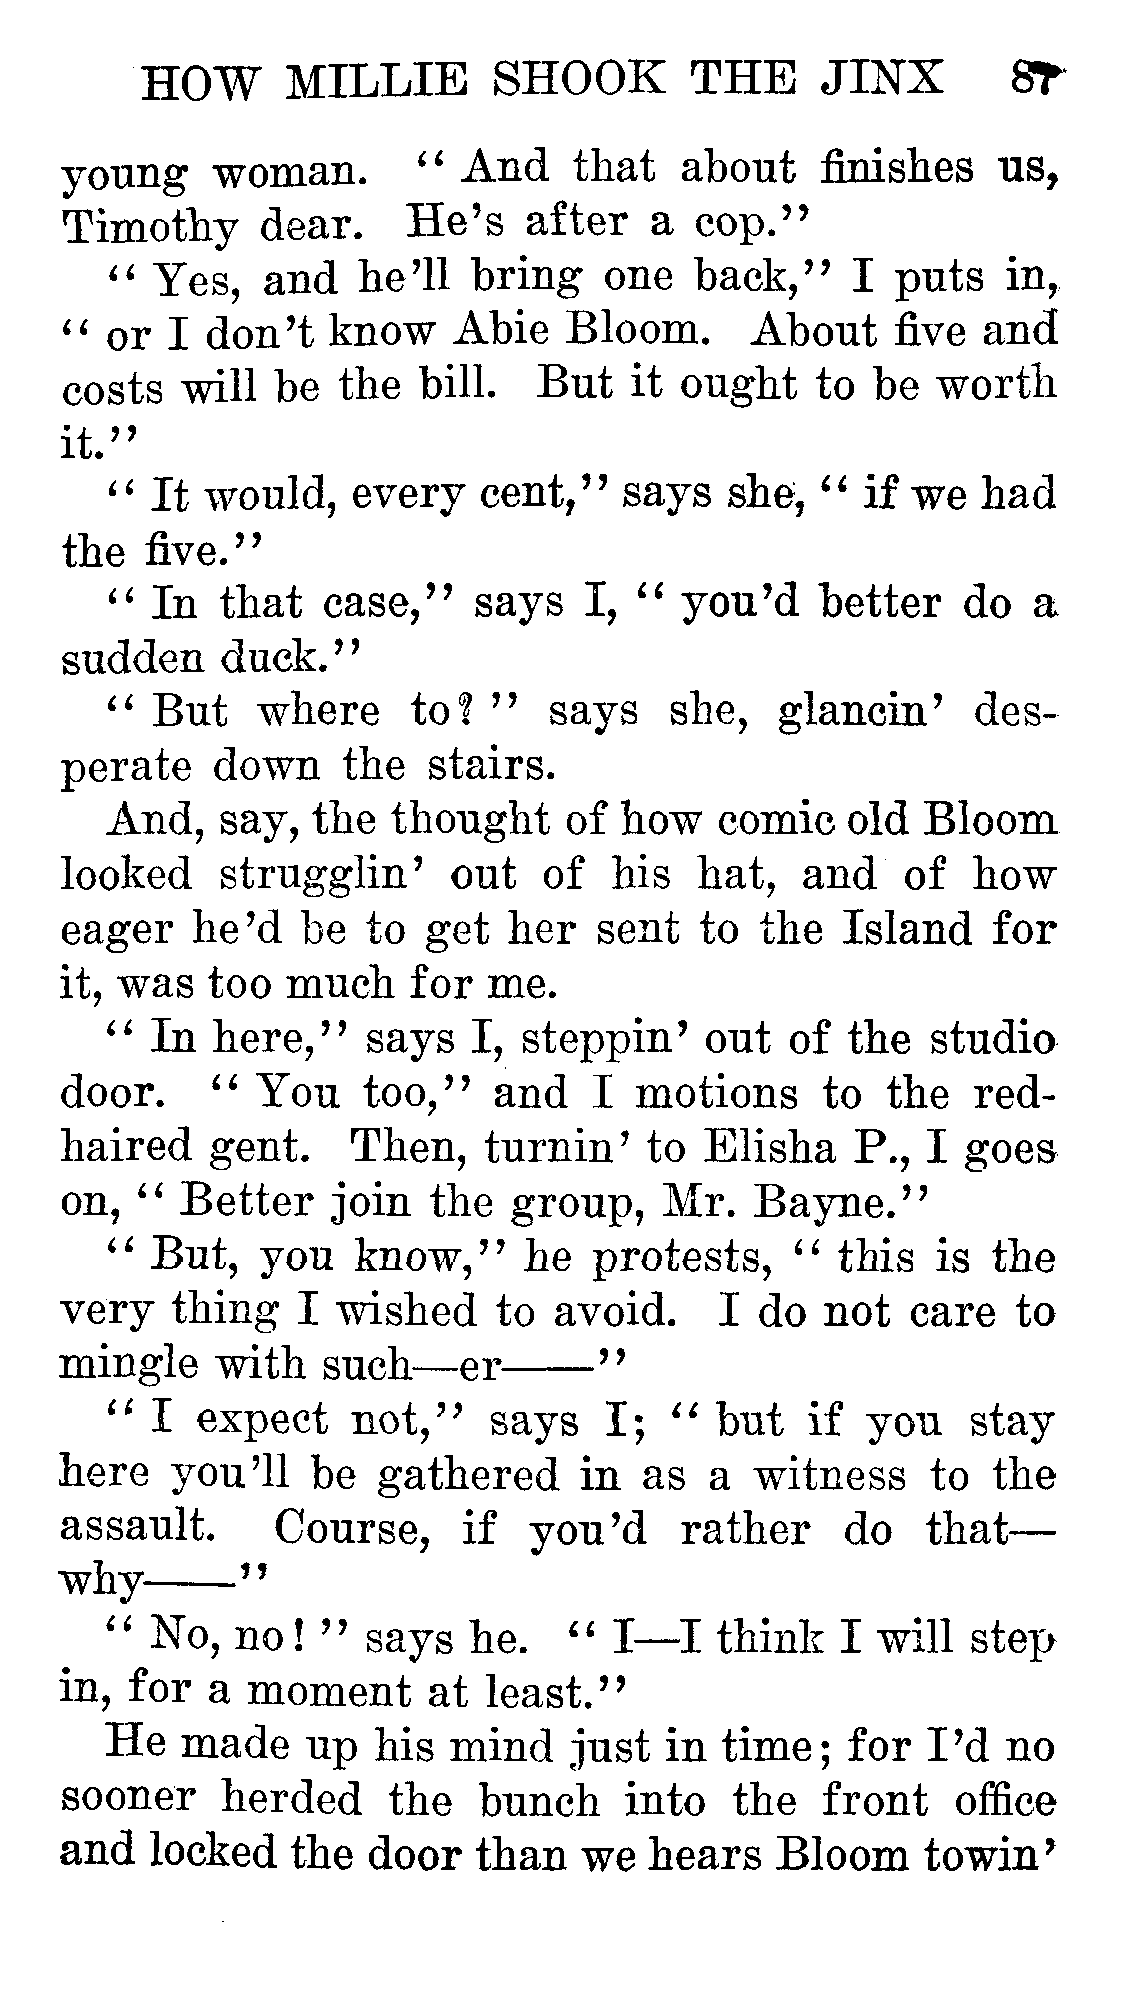 HOW MILLIE SHOOK THE JINX 87
young woman. "And that about finishes us,
Timothy dear. He's after a cop."
"Yes, and he'll bring one back," I puts in,
"or I don't know Abie Bloom. About five and
costs will be the bill. But it ought to be worth
it."
"It would, every cent," says she, "if we had
the five."
"In that case," says I, "you'd better do a
sudden duck."
"But where to?" says she, glancin' des-
perate down the stairs.
And, say, the thought of how comic old Bloom
looked strugglin' out of his hat, and of how
eager he'd be to get her sent to the Island for
it, was too much for me.
"In here," says I, steppin' out of the studio
door. "You too," and I motions to the red-
haired gent. Then, turnin' to Elisha P., I goes
on, "Better join the group, Mr. Bayne."
"But, you know," he protests, "this is the
very thing I wished to avoid. I do not care to
mingle with such—er——"
"I expect not," says I; "but if you stay
here you'll be gathered in as a witness to the
assault. Course, if you'd rather do that—
why——"
"No, no!" says he. "I—I think I will step
in, for a moment at least."
He made up his mind just in time; for I'd no
sooner herded the bunch into the front office
and locked the door than we hears Bloom towin'